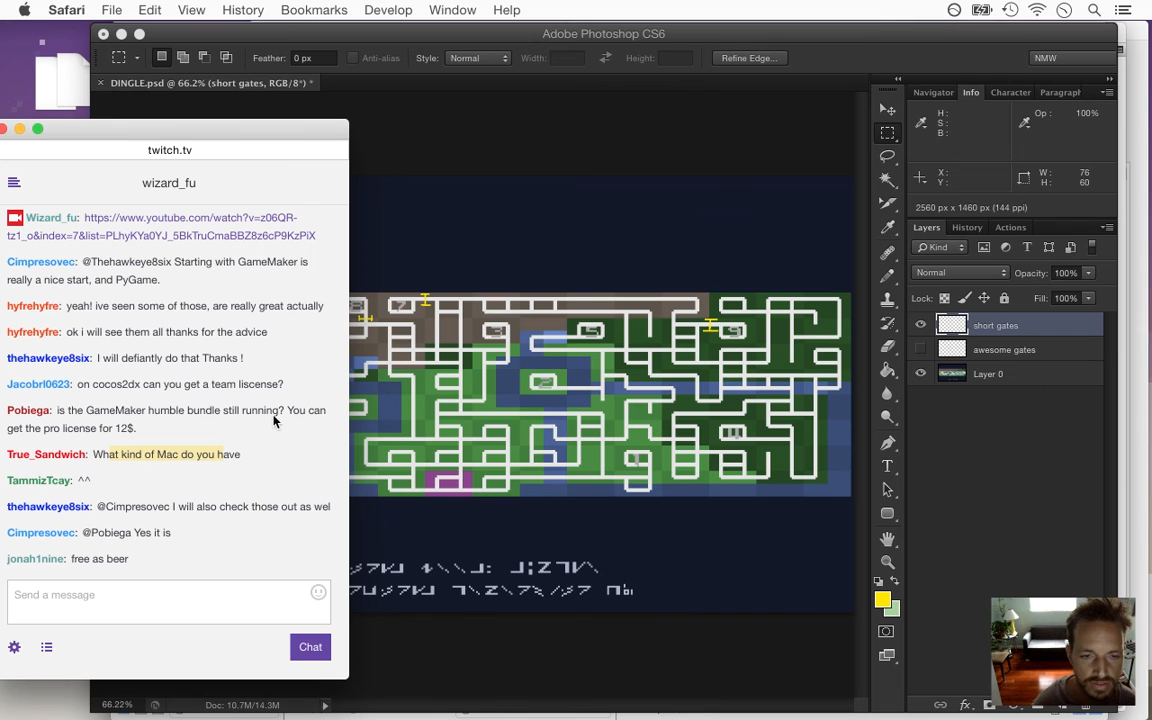 Safari File Edit View History Bookmarks Develop Window Help
Adobe Photoshop CS6
Feather: 0 px Anti-alias Style: Normal Width: Height: Refine Edge... NMW
× DINGLE.psd @ 66.2% (short gates, RGB/8*) *
Navigator Info Character Paragraph
H: Op: 100%
S:
B:
X: W: 76
Y: H: 60
2560 px x 1460 px (144 ppi)
Layers History Actions
Kind
Normal Opacity: 100%
Lock: Fill: 100%
short gates
awesome gates
Layer 0
twitch.tv
wizard_fu
Wizard_fu: https://www.youtube.com/watch?v=z06QR-
tz1_o&index=7&list=PLhyKYa0YJ_5BkTruCmaBBZ8z6cP9KzPiX
Cimpresovec: @Thehawkeye8six Starting with GameMaker is
really a nice start, and PyGame.
hyfrehyfre: yeah! ive seen some of those, are really great actually
hyfrehyfre: ok i will see them all thanks for the advice
thehawkeye8six: I will defiantly do that Thanks !
Jacobrl0623: on cocos2dx can you get a team liscense?
Pobiega: is the GameMaker humble bundle still running? You can
get the pro license for 12$.
True_Sandwich: What kind of Mac do you have
TammizTcay: ^^
thehawkeye8six: @Cimpresovec I will also check those out as wel
Cimpresovec: @Pobiega Yes it is
jonah1nine: free as beer
Send a message
Chat
66.22% Doc: 10.7M/14.3M